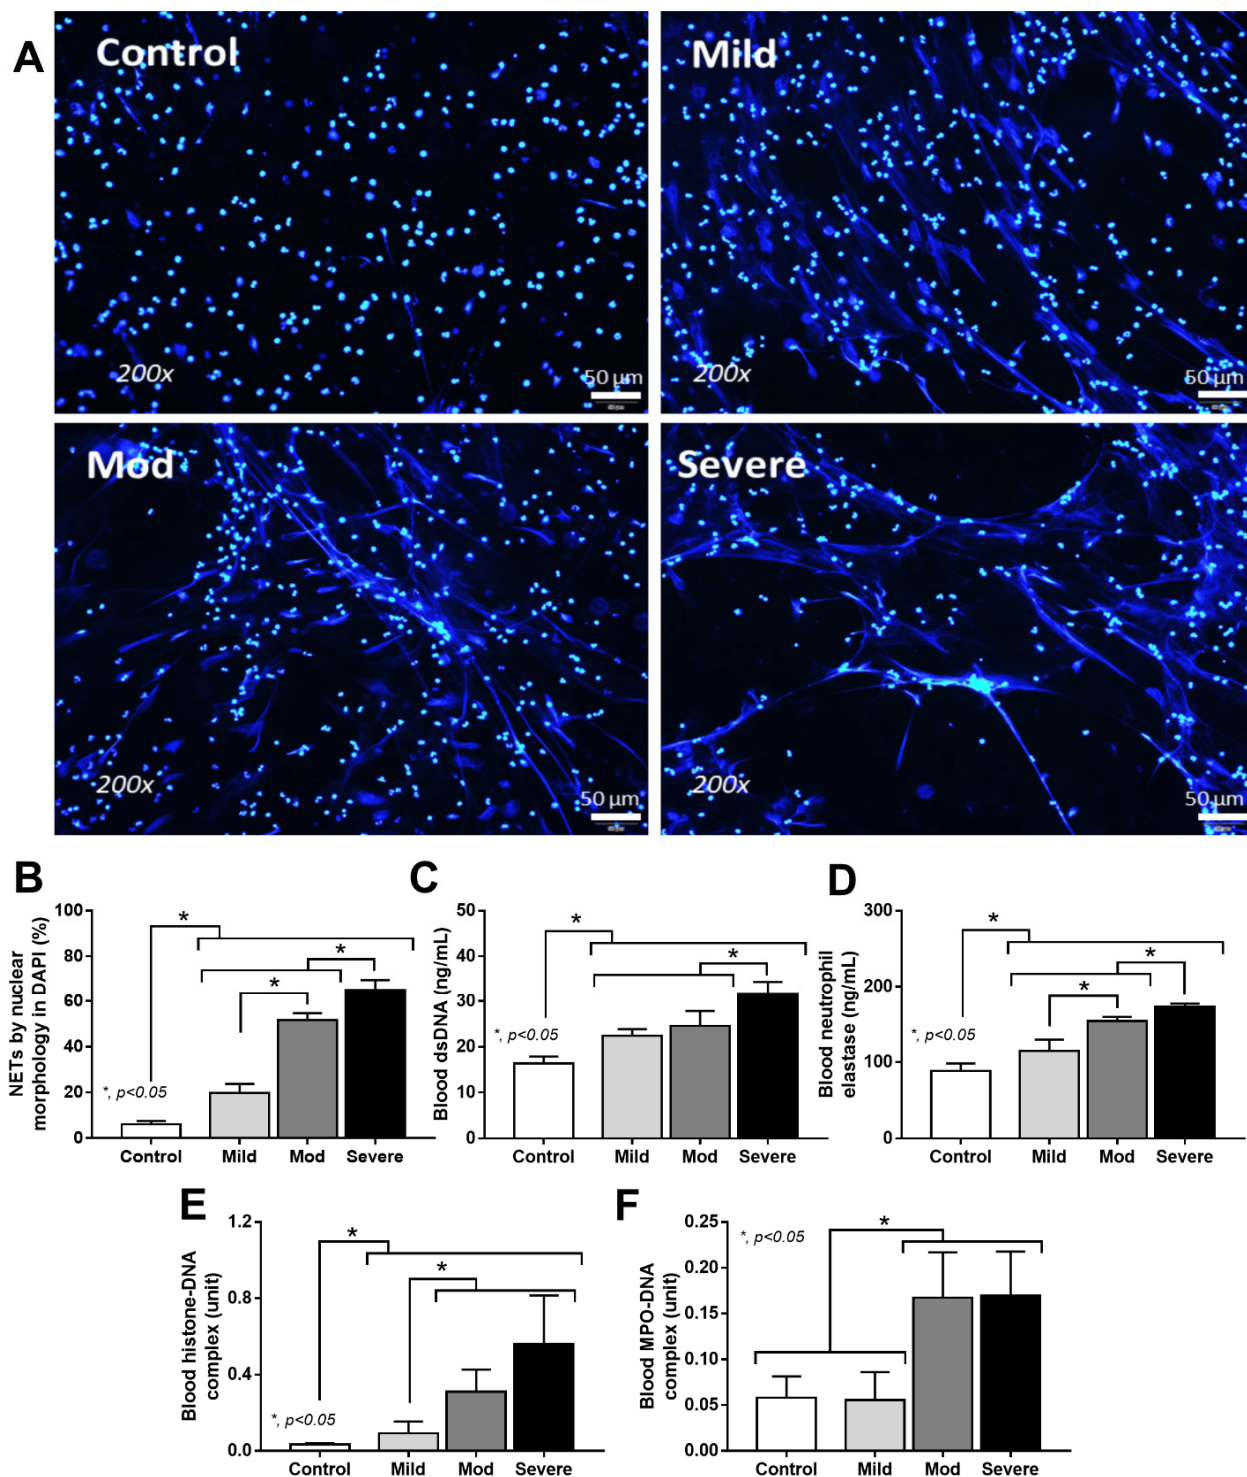 A
Control
200x
50 µm
Mild
200x
50 µm
Mod
200x
50 µm
Severe
200x
50 µm
B
NETs by nuclear
morphology in DAPI (%)
100
80
60
40
20
0
*
*
*
*, p<0.05
Control Mild Mod Severe
C
Blood dsDNA (ng/mL)
50
40
30
20
10
0
*
*
*, p<0.05
Control Mild Mod Severe
D
Blood neutrophil
elastase (ng/mL)
300
200
100
0
*
*
*
*, p<0.05
Control Mild Mod Severe
E
Blood histone-DNA
complex (unit)
1.2
0.8
0.4
0.0
*
*
*, p<0.05
Control Mild Mod Severe
F
Blood MPO-DNA
complex (unit)
0.25
0.20
0.15
0.10
0.05
0.00
*, p<0.05
*
Control Mild Mod Severe